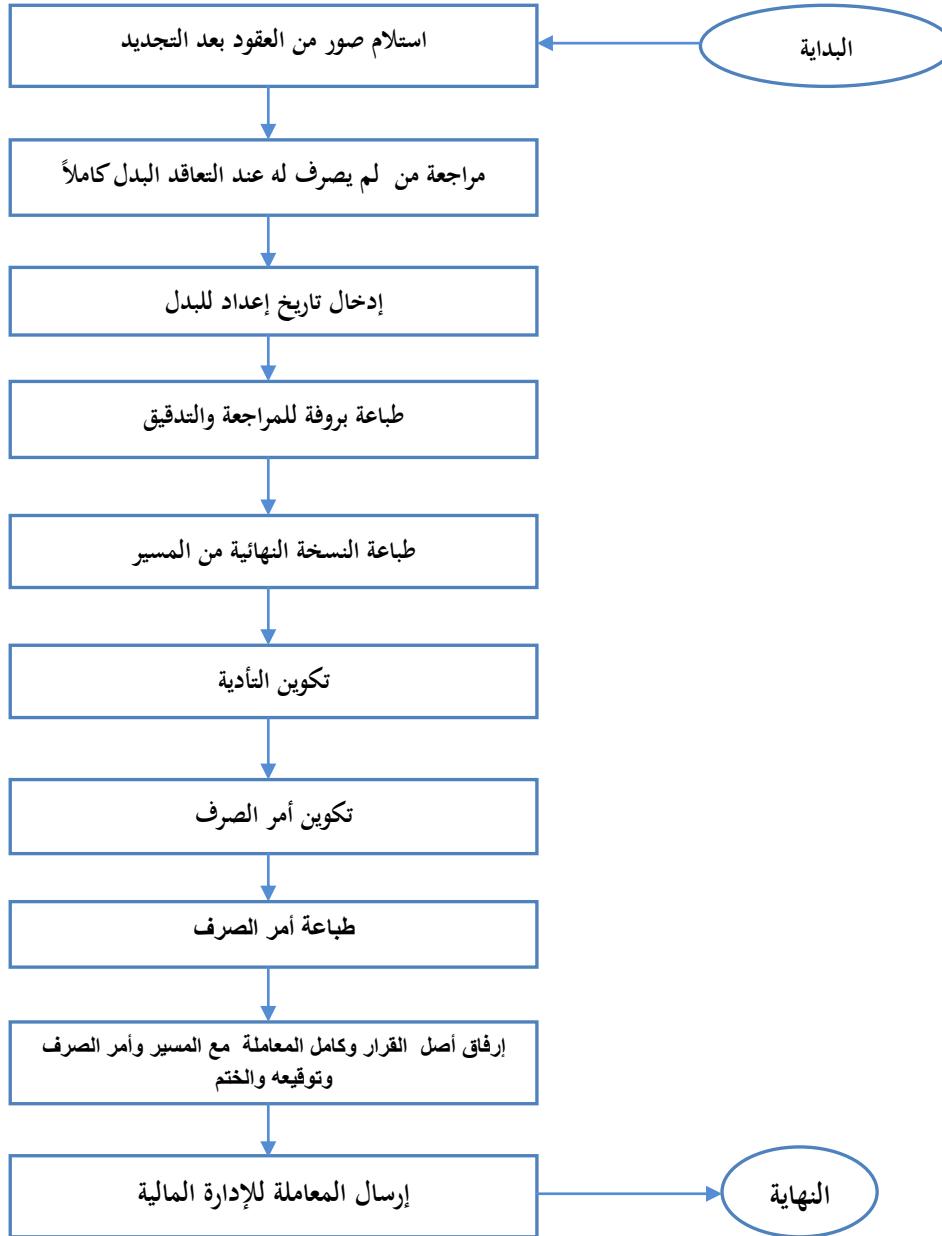 البداية
استلام صور من العقود بعد التجديد
مراجعة من لم يصرف له عند التعاقد البدل كاملاً
إدخال تاريخ إعداد للبدل
طباعة بروفة للمراجعة والتدقيق
طباعة النسخة النهائية من المسير
تكوين التأدية
تكوين أمر الصرف
طباعة أمر الصرف
إرفاق أصل القرار وكامل المعاملة مع المسير وأمر الصرف
وتوقيعه والختم
إرسال المعاملة للإدارة المالية
النهاية